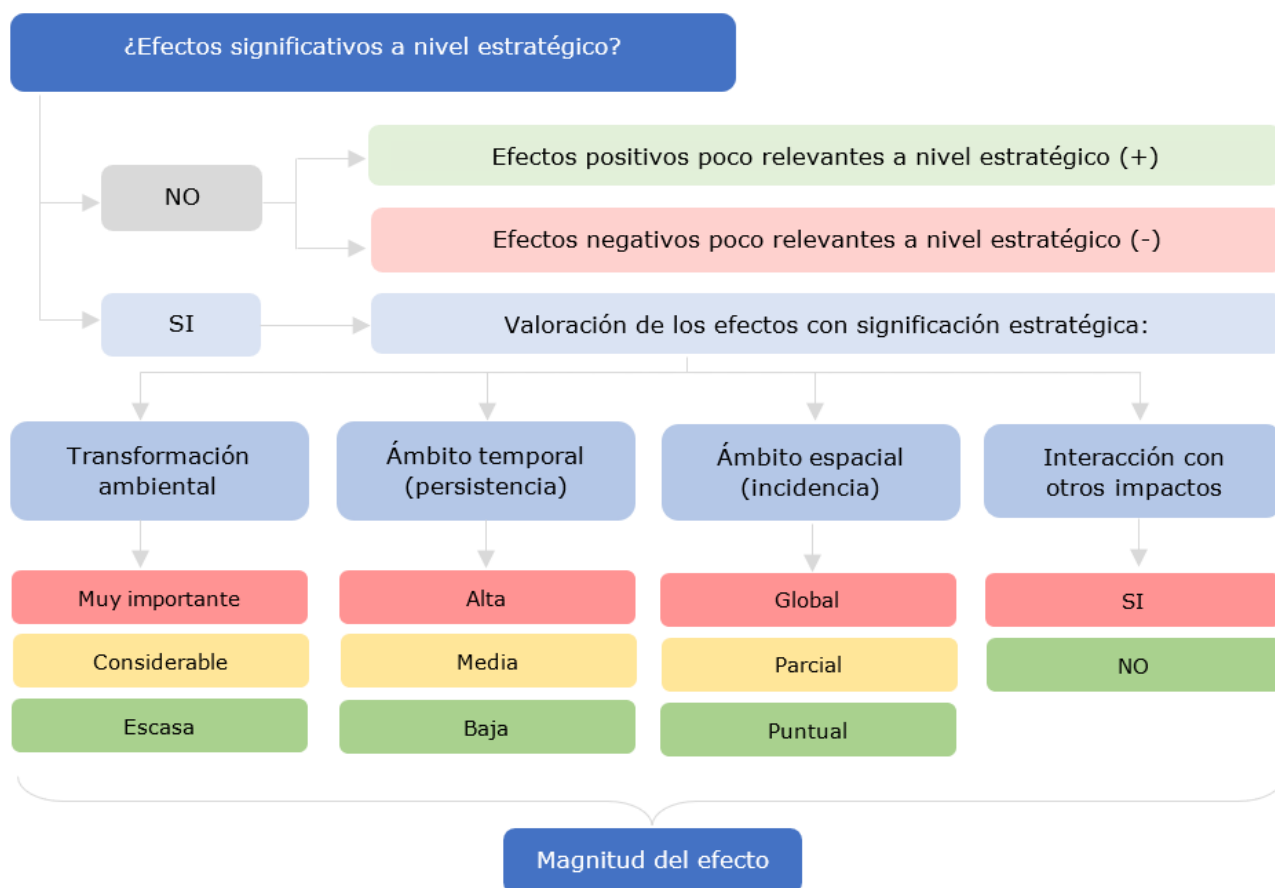 ¿Efectos significativos a nivel estratégico?
Efectos positivos poco relevantes a nivel estratégico (+)
NO
Efectos negativos poco relevantes a nivel estratégico (-)
SI
Valoración de los efectos con significación estratégica:
Transformación
ambiental
Ámbito temporal
(persistencia)
Ámbito espacial
(incidencia)
Interacción con
otros impactos
Muy importante
Alta
Global
SI
Considerable
Media
Parcial
NO
Escasa
Baja
Puntual
Magnitud del efecto